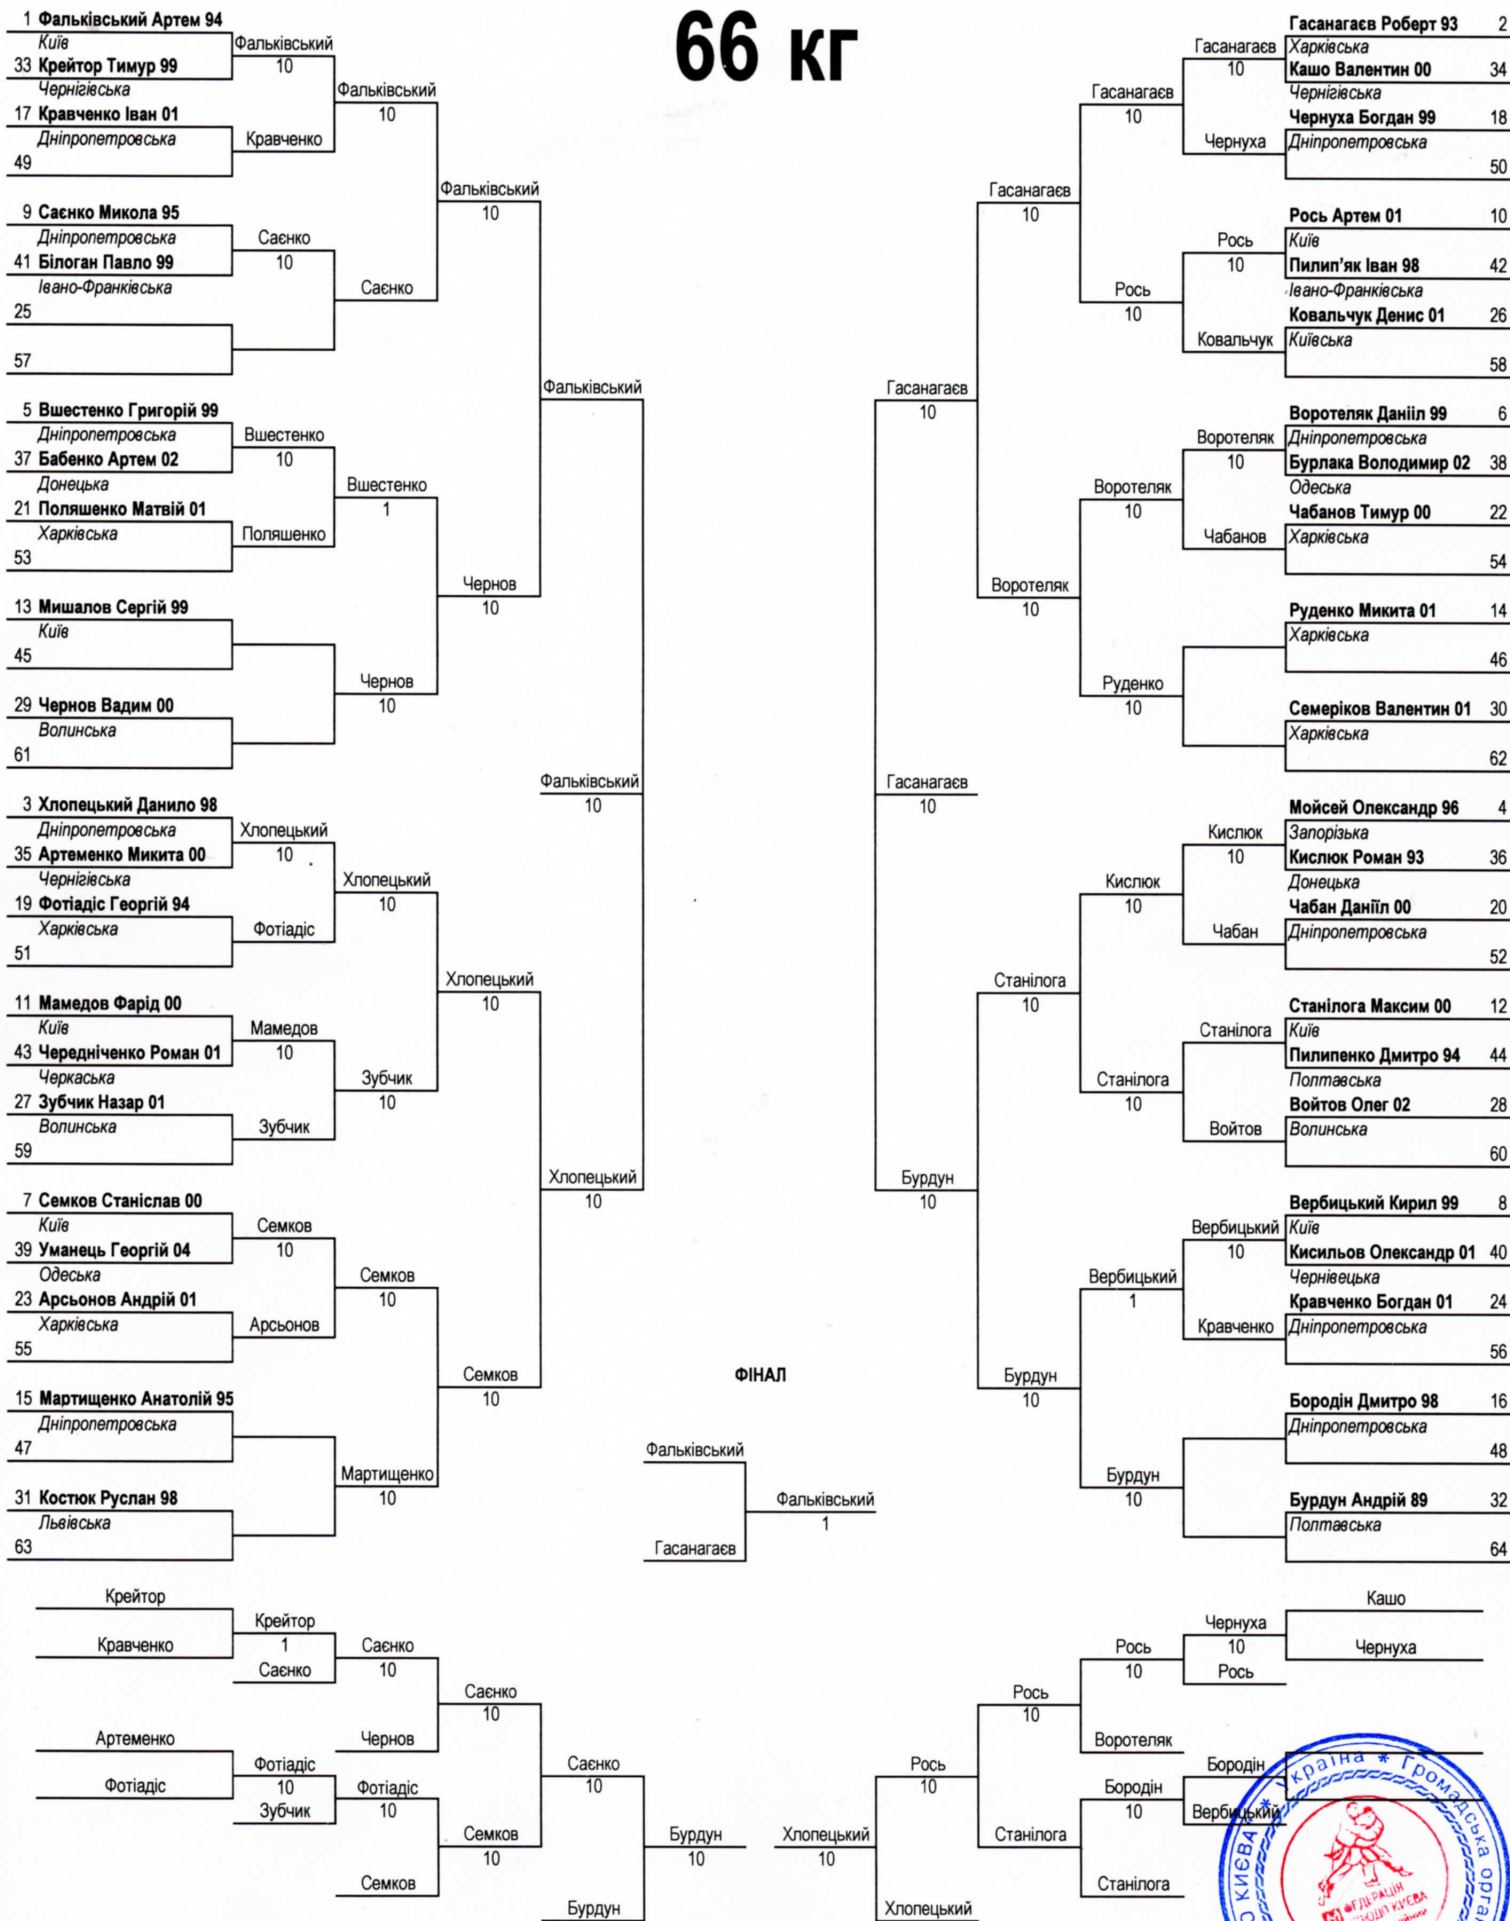 66 кг
1 Фальківський Артем 94
Київ
33 Крейтор Тимур 99
Чернігівська
17 Кравченко Іван 01
Дніпропетровська
49
9 Саєнко Микола 95
Дніпропетровська
41 Білоган Павло 99
Івано-Франківська
25
57
5 Вшестенко Григорій 99
Дніпропетровська
37 Бабенко Артем 02
Донецька
21 Поляшенко Матвій 01
Харківська
53
13 Мишалов Сергій 99
Київ
45
29 Чернов Вадим 00
Волинська
61
3 Хлопецький Данило 98
Дніпропетровська
35 Артеменко Микита 00
Чернігівська
19 Фотіадіс Георгій 94
Харківська
51
11 Мамедов Фарід 00
Київ
43 Чередніченко Роман 01
Черкаська
27 Зубчик Назар 01
Волинська
59
7 Семков Станіслав 00
Київ
39 Уманець Георгій 04
Одеська
23 Арсьонов Андрій 01
Харківська
55
15 Мартищенко Анатолій 95
Дніпропетровська
47
31 Костюк Руслан 98
Львівська
63
Фальківський
10
Кравченко
Саєнко
10
Вшестенко
10
Поляшенко
Хлопецький
10
Фотіадіс
Мамедов
10
Зубчик
Семков
10
Арсьонов
Фальківський
10
Саєнко
Вшестенко
1
Чернов
10
Хлопецький
10
Зубчик
10
Семков
10
Мартищенко
10
Фальківський
10
Чернов
10
Хлопецький
10
Семков
10
Фальківський
Хлопецький
10
Фальківський
10
ФІНАЛ
Фальківський
Гасанагаєв
Фальківський
1
Гасанагаєв
10
Гасанагаєв
10
Бурдун
10
Гасанагаєв
10
Воротеляк
10
Станілога
10
Бурдун
10
Гасанагаєв
10
Рось
10
Воротеляк
10
Руденко
10
Кислюк
10
Станілога
10
Вербицький
1
Бурдун
10
Гасанагаєв
10
Чернуха
Рось
10
Ковальчук
Воротеляк
10
Чабанов
Кислюк
10
Чабан
Станілога
Войтов
Вербицький
10
Кравченко
Гасанагаєв Роберт 93 2
Харківська
Кашо Валентин 00 34
Чернігівська
Чернуха Богдан 99 18
Дніпропетровська
50
Рось Артем 01 10
Київ
Пилип'як Іван 98 42
Івано-Франківська
Ковальчук Денис 01 26
Київська
58
Воротеляк Данііл 99 6
Дніпропетровська
Бурлака Володимир 02 38
Одеська
Чабанов Тимур 00 22
Харківська
54
Руденко Микита 01 14
Харківська
46
Семеріков Валентин 01 30
Харківська
62
Мойсей Олександр 96 4
Запорізька
Кислюк Роман 93 36
Донецька
Чабан Даніїл 00 20
Дніпропетровська
52
Станілога Максим 00 12
Київ
Пилипенко Дмитро 94 44
Полтавська
Войтов Олег 02 28
Волинська
60
Вербицький Кирил 99 8
Київ
Кисильов Олександр 01 40
Чернівецька
Кравченко Богдан 01 24
Дніпропетровська
56
Бородін Дмитро 98 16
Дніпропетровська
48
Бурдун Андрій 89 32
Полтавська
64
Крейтор
Кравченко
Артеменко
Фотіадіс
Крейтор
1
Саєнко
Фотіадіс
10
Зубчик
Саєнко
10
Чернов
Фотіадіс
10
Семков
Саєнко
10
Семков
10
Саєнко
10
Бурдун
Бурдун
10
Хлопецький
10
Рось
10
Хлопецький
Рось
10
Станілога
Рось
10
Воротеляк
Бородін
10
Станілога
Чернуха
10
Рось
Бородін
Вербицький
Кашо
Чернуха
КИЄВА * Україна * Громадська орга
ФЕДЕРАЦІЯ
ДЗЮДО КИЄВА